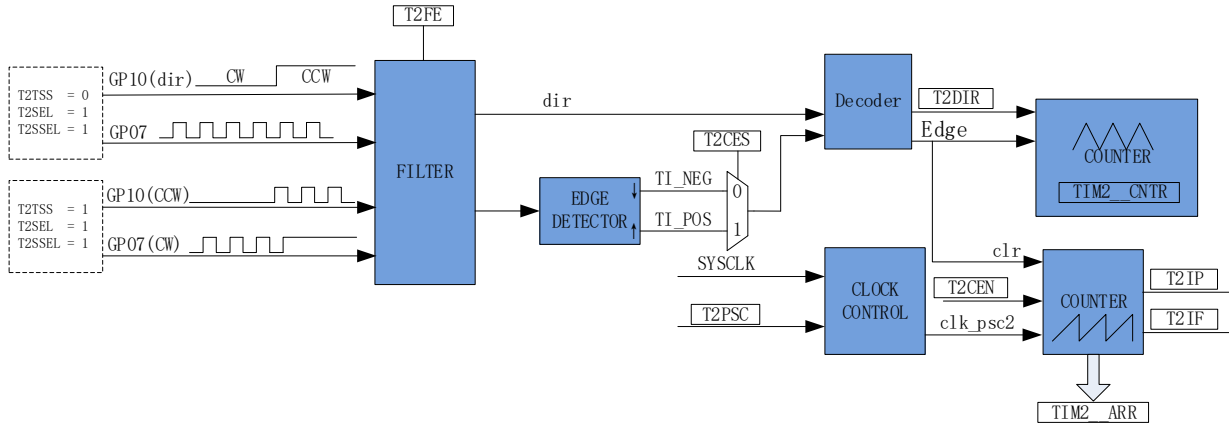 T2FE
GP10(dir)
CW
CCW
T2TSS = 0
T2SEL = 1
T2SSEL = 1
GP07
dir
Decoder
T2DIR
Edge
COUNTER
TIM2__CNTR
T2CES
FILTER
EDGE
DETECTOR
TI_NEG
TI_POS
0
1
GP10(CCW)
T2TSS = 1
T2SEL = 1
T2SSEL = 1
GP07(CW)
SYSCLK
T2PSC
CLOCK
CONTROL
clr
T2CEN
clk_psc2
COUNTER
T2IP
T2IF
TIM2__ARR